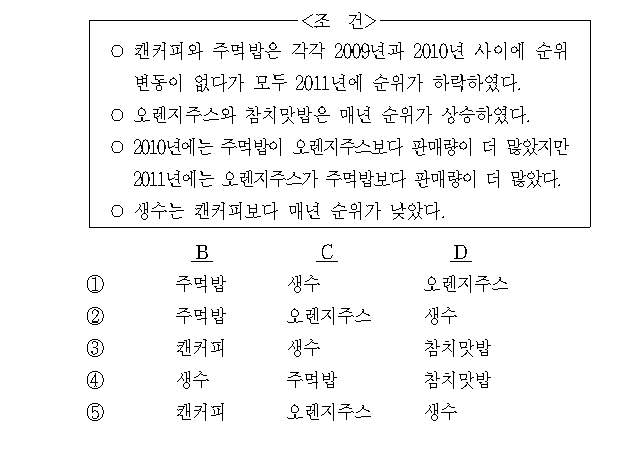 <조 건>
○ 캔커피와 주먹밥은 각각 2009년과 2010년 사이에 순위
변동이 없다가 모두 2011년에 순위가 하락하였다.
○ 오렌지주스와 참치맛밥은 매년 순위가 상승하였다.
○ 2010년에는 주먹밥이 오렌지주스보다 판매량이 더 많았지만
2011년에는 오렌지주스가 주먹밥보다 판매량이 더 많았다.
○ 생수는 캔커피보다 매년 순위가 낮았다.
B C D
① 주먹밥 생수 오렌지주스
② 주먹밥 오렌지주스 생수
③ 캔커피 생수 참치맛밥
④ 생수 주먹밥 참치맛밥
⑤ 캔커피 오렌지주스 생수